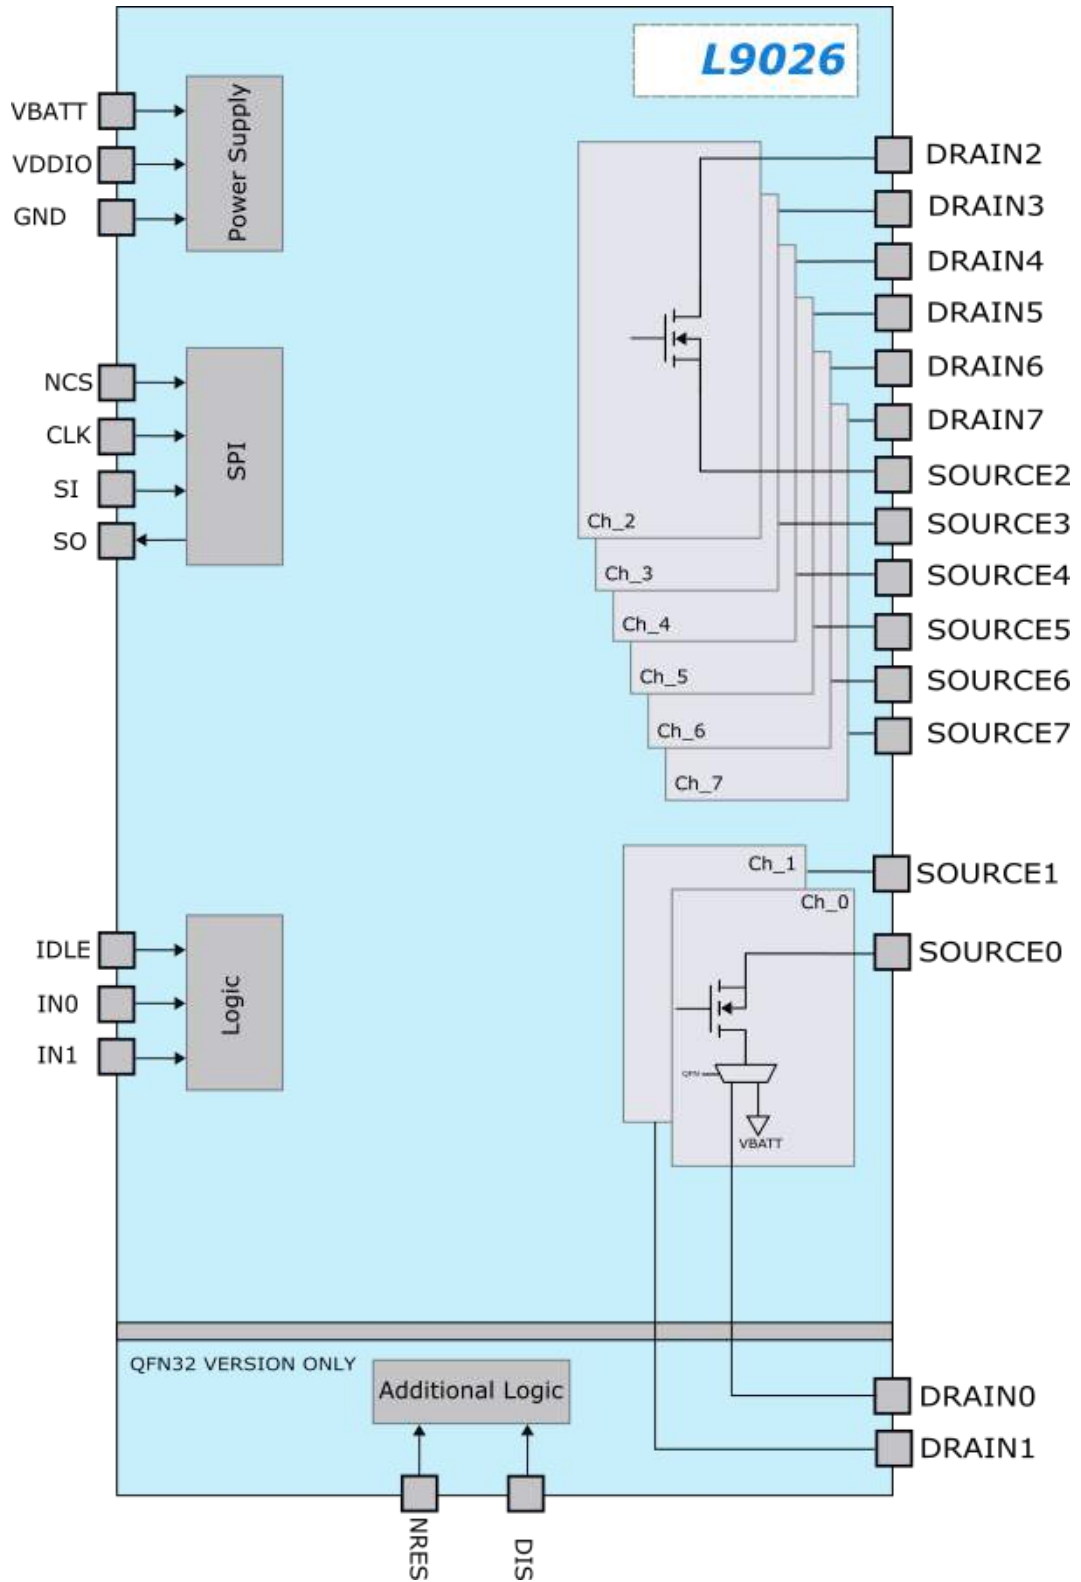 L9026
VBATT
VDDIO
GND
Power Supply
NCS
CLK
SI
SO
SPI
IDLE
IN0
IN1
Logic
DRAIN2
DRAIN3
DRAIN4
DRAIN5
DRAIN6
DRAIN7
SOURCE2
SOURCE3
SOURCE4
SOURCE5
SOURCE6
SOURCE7
Ch_2
Ch_3
Ch_4
Ch_5
Ch_6
Ch_7
Ch_1
SOURCE1
Ch_0
SOURCE0
QFN
VBATT
QFN32 VERSION ONLY
Additional Logic
DRAIN0
DRAIN1
NRES
DIS